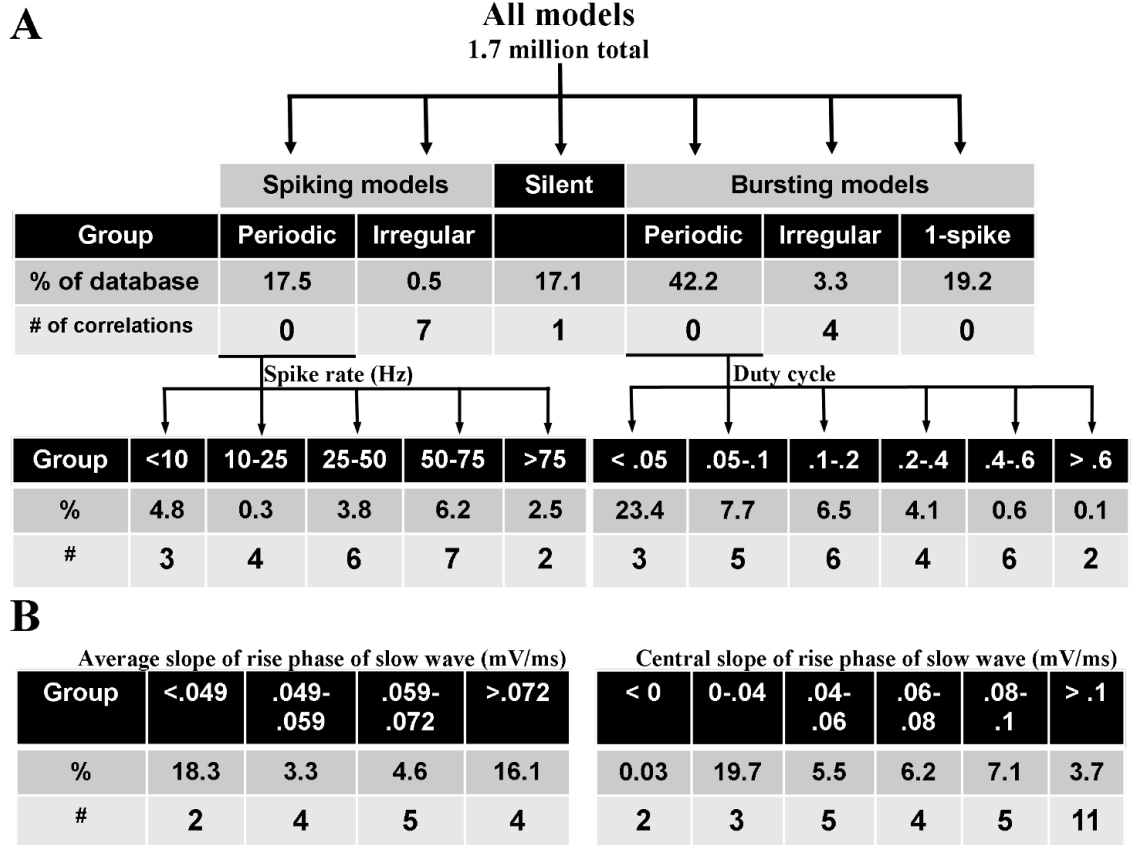 A
All models
1.7 million total
Spiking models Silent Bursting models
Group Periodic Irregular Periodic Irregular 1-spike
% of database 17.5 0.5 17.1 42.2 3.3 19.2
# of correlations 0 7 1 0 4 0
Spike rate (Hz) Duty cycle
Group <10 10-25 25-50 50-75 >75 < .05 .05-.1 .1-.2 .2-.4 .4-.6 > .6
% 4.8 0.3 3.8 6.2 2.5 23.4 7.7 6.5 4.1 0.6 0.1
# 3 4 6 7 2 3 5 6 4 6 2
B
Average slope of rise phase of slow wave (mV/ms) Central slope of rise phase of slow wave (mV/ms)
Group <.049 .049- .059- >.072 < 0 0-.04 .04- .06- .08- > .1
.059 .072 .06 .08 .1
% 18.3 3.3 4.6 16.1 0.03 19.7 5.5 6.2 7.1 3.7
# 2 4 5 4 2 3 5 4 5 11